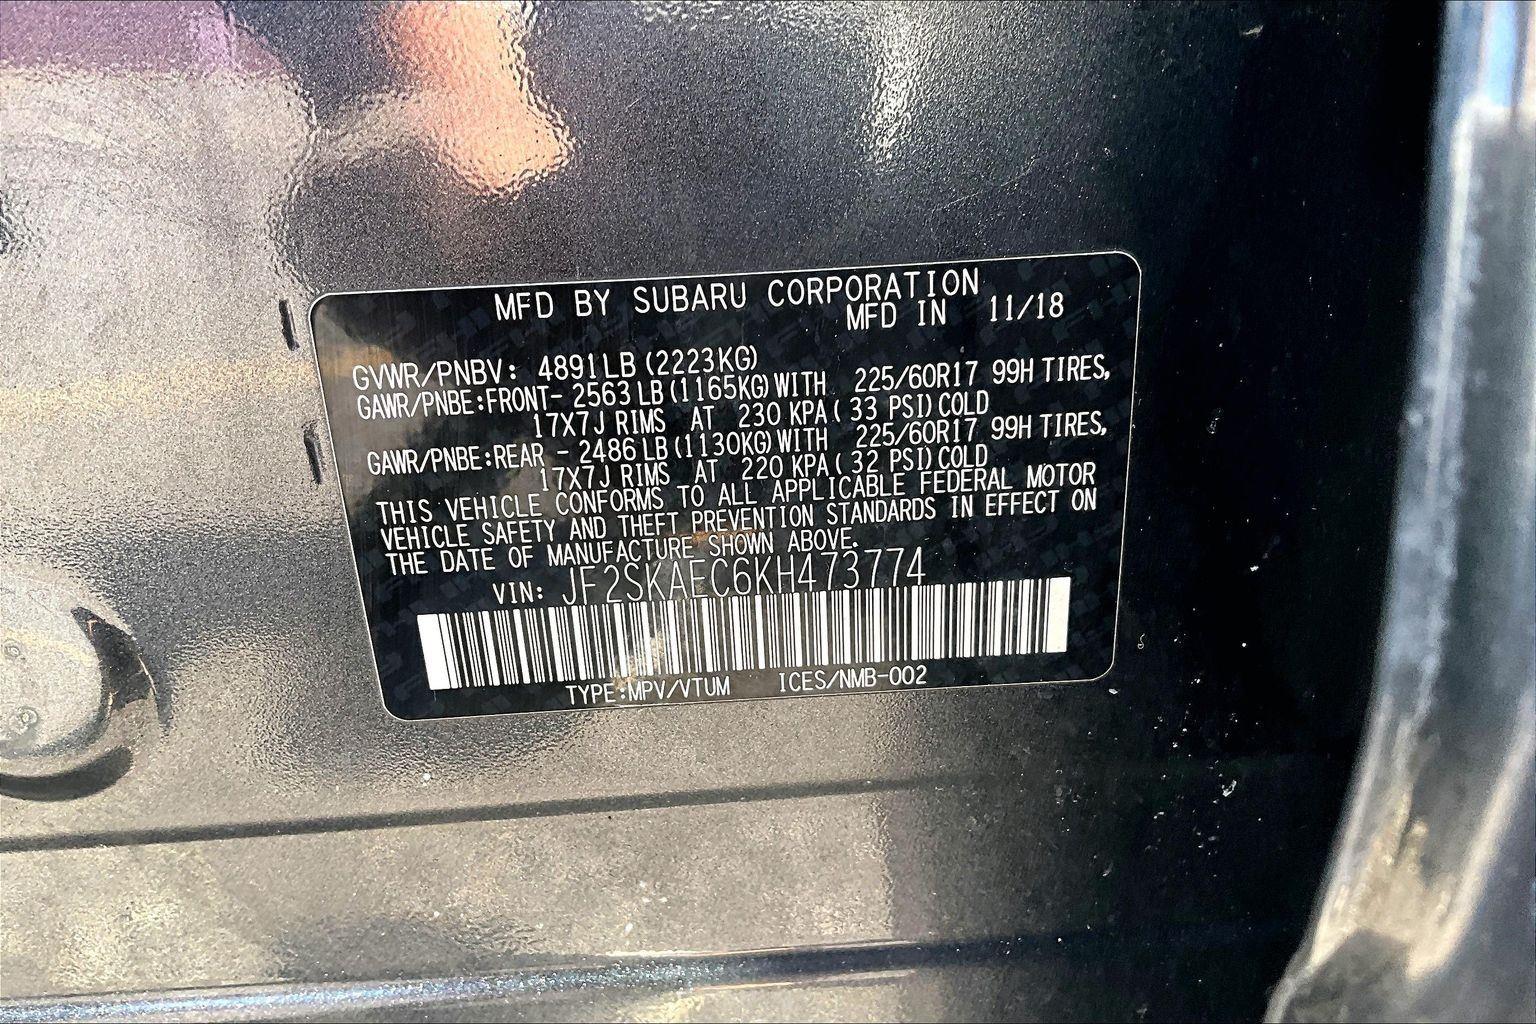 MFD BY SUBARU CORPORATION
MFD IN 11/18
GVWR/PNBV: 4891LB (2223KG)
GAWR/PNBE:FRONT- 2563 LB (1165KG) WITH 225/60R17 99H TIRES,
17X7J RIMS AT 230 KPA( 33 PSI) COLD
GAWR/PNBE:REAR - 2486 LB (1130KG) WITH 225/60R17 99H TIRES,
17X7J RIMS AT 220 KPA( 32 PSI) COLD
THIS VEHICLE CONFORMS TO ALL APPLICABLE FEDERAL MOTOR
VEHICLE SAFETY AND THEFT PREVENTION STANDARDS IN EFFECT ON
THE DATE OF MANUFACTURE SHOWN ABOVE.
VIN: JF2SKAEC6KH473774
TYPE:MPV/VTUM ICES/NMB-002